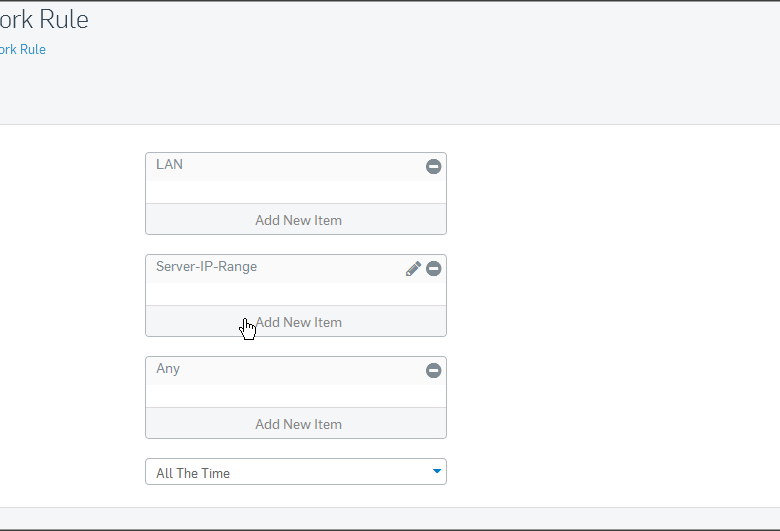 ork Rule
ork Rule
LAN
Add New Item
Server-IP-Range
Add New Item
Any
Add New Item
All The Time